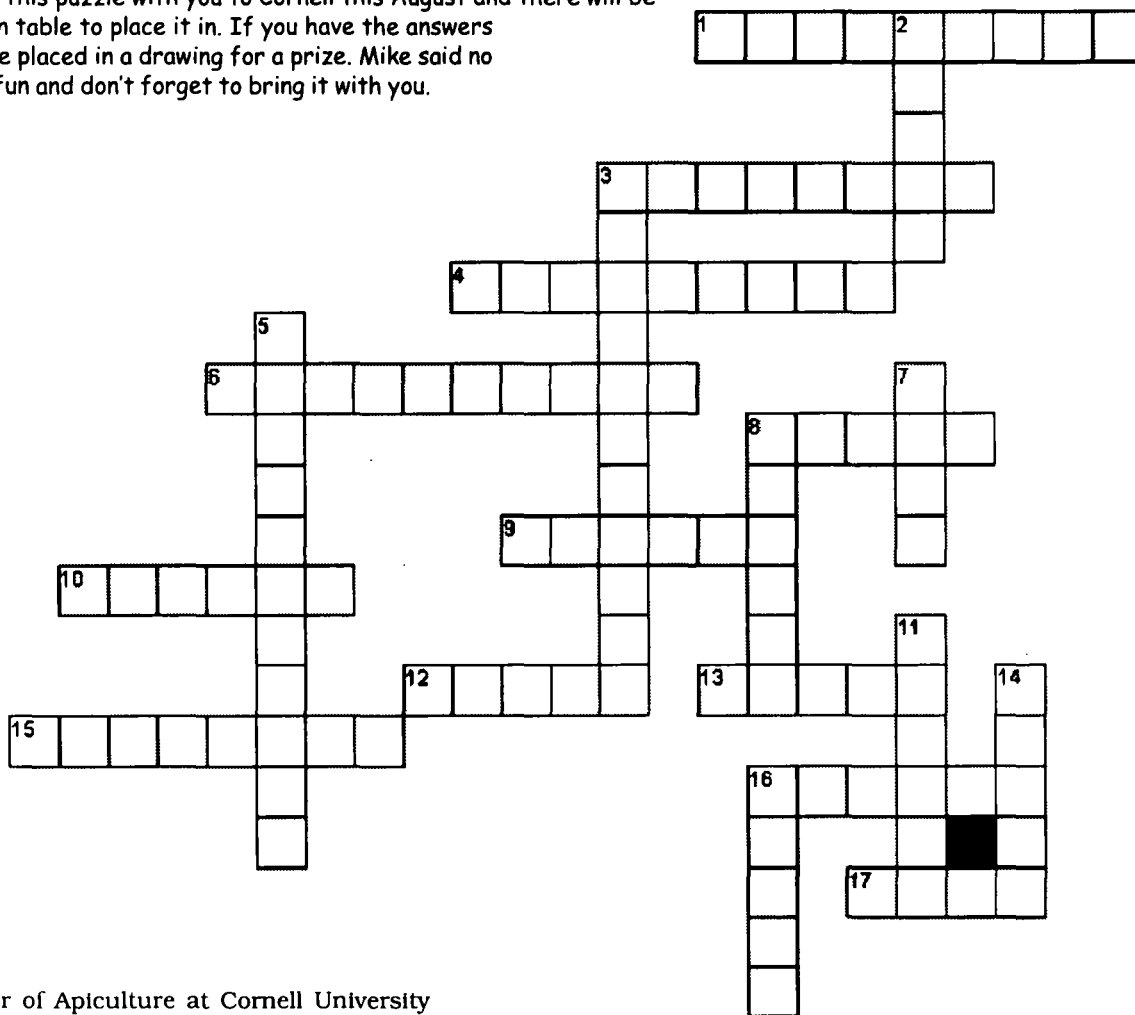 this puzzle with you to Cornell this August and there will be
table to place it in. If you have the answers
placed in a drawing for a prize. Mike said no
fun and don't forget to bring it with you.
1 2
3
4
5
6 7
8
9
10
11
12 13 14
15
16
17
of Apiculture at Cornell University